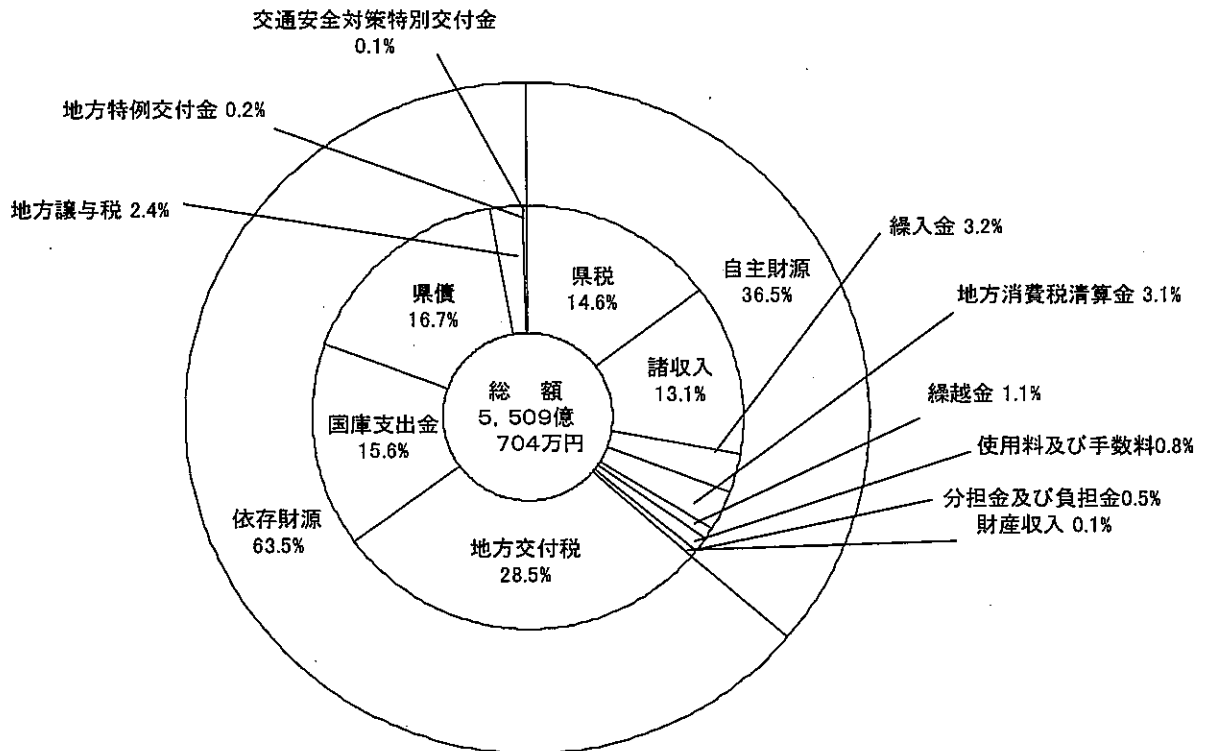 交通安全対策特別交付金
0.1%
地方特例交付金 0.2%
地方譲与税 2.4%
県債
16.7%
県税
14.6%
自主財源
36.5%
繰入金 3.2%
地方消費税清算金 3.1%
諸収入
13.1%
繰越金 1.1%
総 額
5,509億
704万円
国庫支出金
15.6%
使用料及び手数料0.8%
分担金及び負担金0.5%
財産収入 0.1%
依存財源
63.5%
地方交付税
28.5%